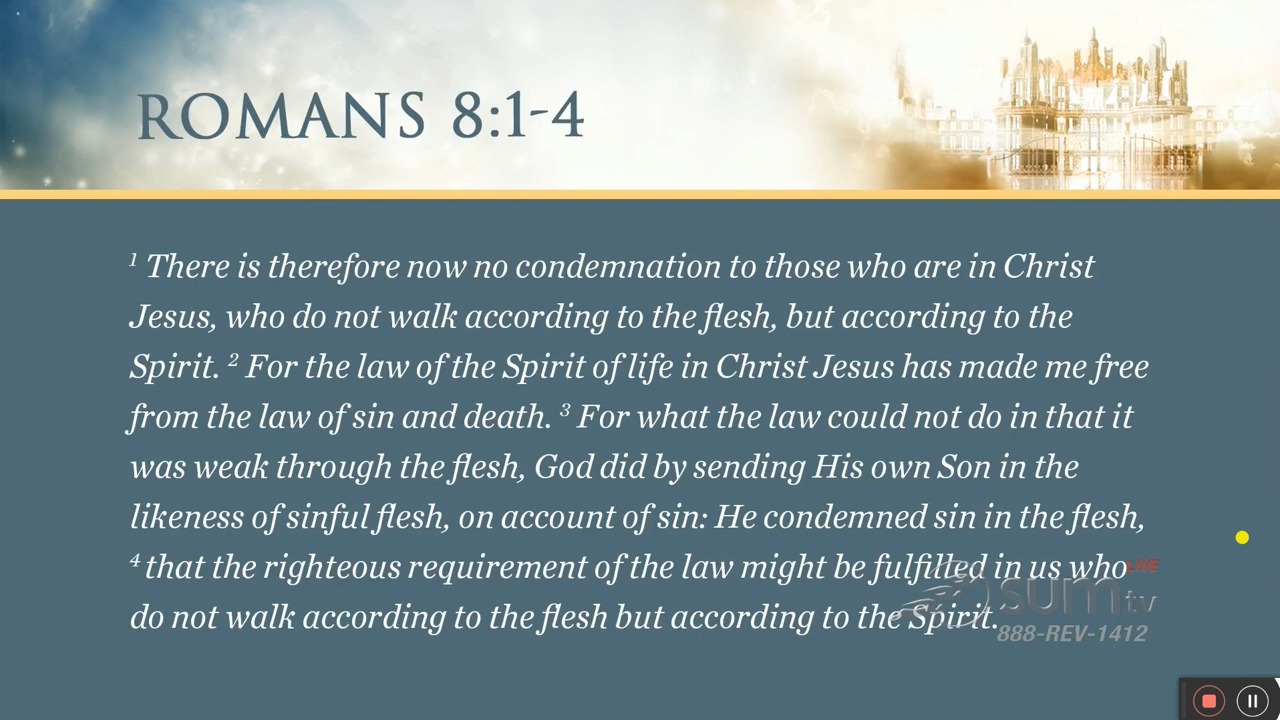 ROMANS 8:1-4
1 There is therefore now no condemnation to those who are in Christ
Jesus, who do not walk according to the flesh, but according to the
Spirit. 2 For the law of the Spirit of life in Christ Jesus has made me free
from the law of sin and death. 3 For what the law could not do in that it
was weak through the flesh, God did by sending His own Son in the
likeness of sinful flesh, on account of sin: He condemned sin in the flesh,
4 that the righteous requirement of the law might be fulfilled in us who
do not walk according to the flesh but according to the Spirit.
LIVE
sumtv
888-REV-1412